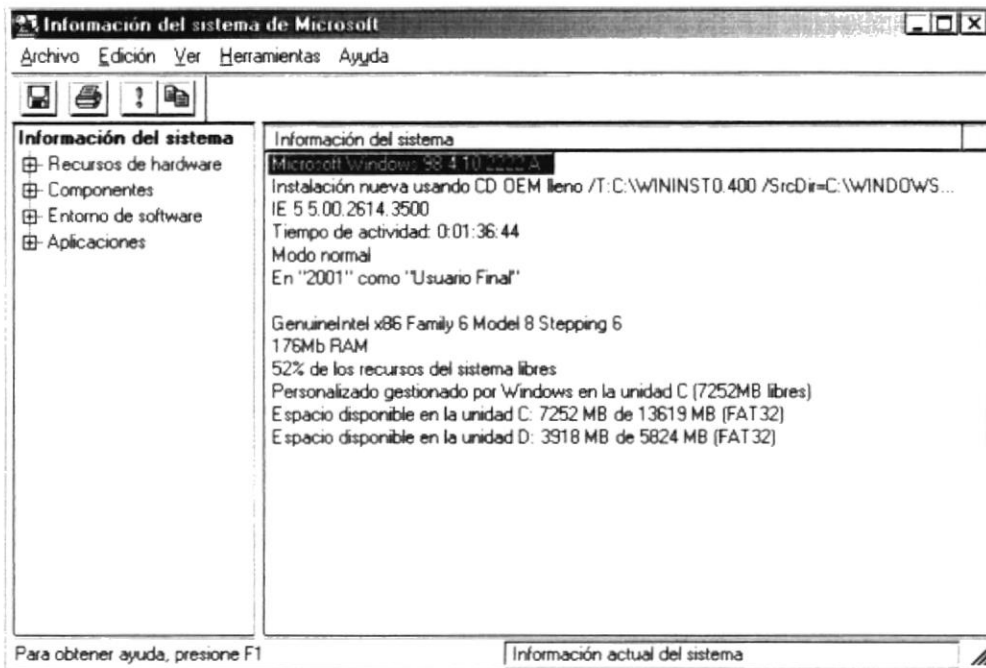 Información del sistema de Microsoft
Archivo Edición Ver Herramientas Ayuda
Información del sistema
Recursos de hardware
Componentes
Entorno de software
Aplicaciones
Información del sistema
Microsoft Windows 98 4.10.2222 A
Instalación nueva usando CD OEM lleno /T:C:\WININST0.400 /SrcDir=C:\WINDOWS...
IE 5 5.00.2614.3500
Tiempo de actividad: 0:01:36:44
Modo normal
En "2001" como "Usuario Final"
GenuineIntel x86 Family 6 Model 8 Stepping 6
176Mb RAM
52% de los recursos del sistema libres
Personalizado gestionado por Windows en la unidad C (7252MB libres)
Espacio disponible en la unidad C: 7252 MB de 13619 MB (FAT32)
Espacio disponible en la unidad D: 3918 MB de 5824 MB (FAT32)
Para obtener ayuda, presione F1
Información actual del sistema